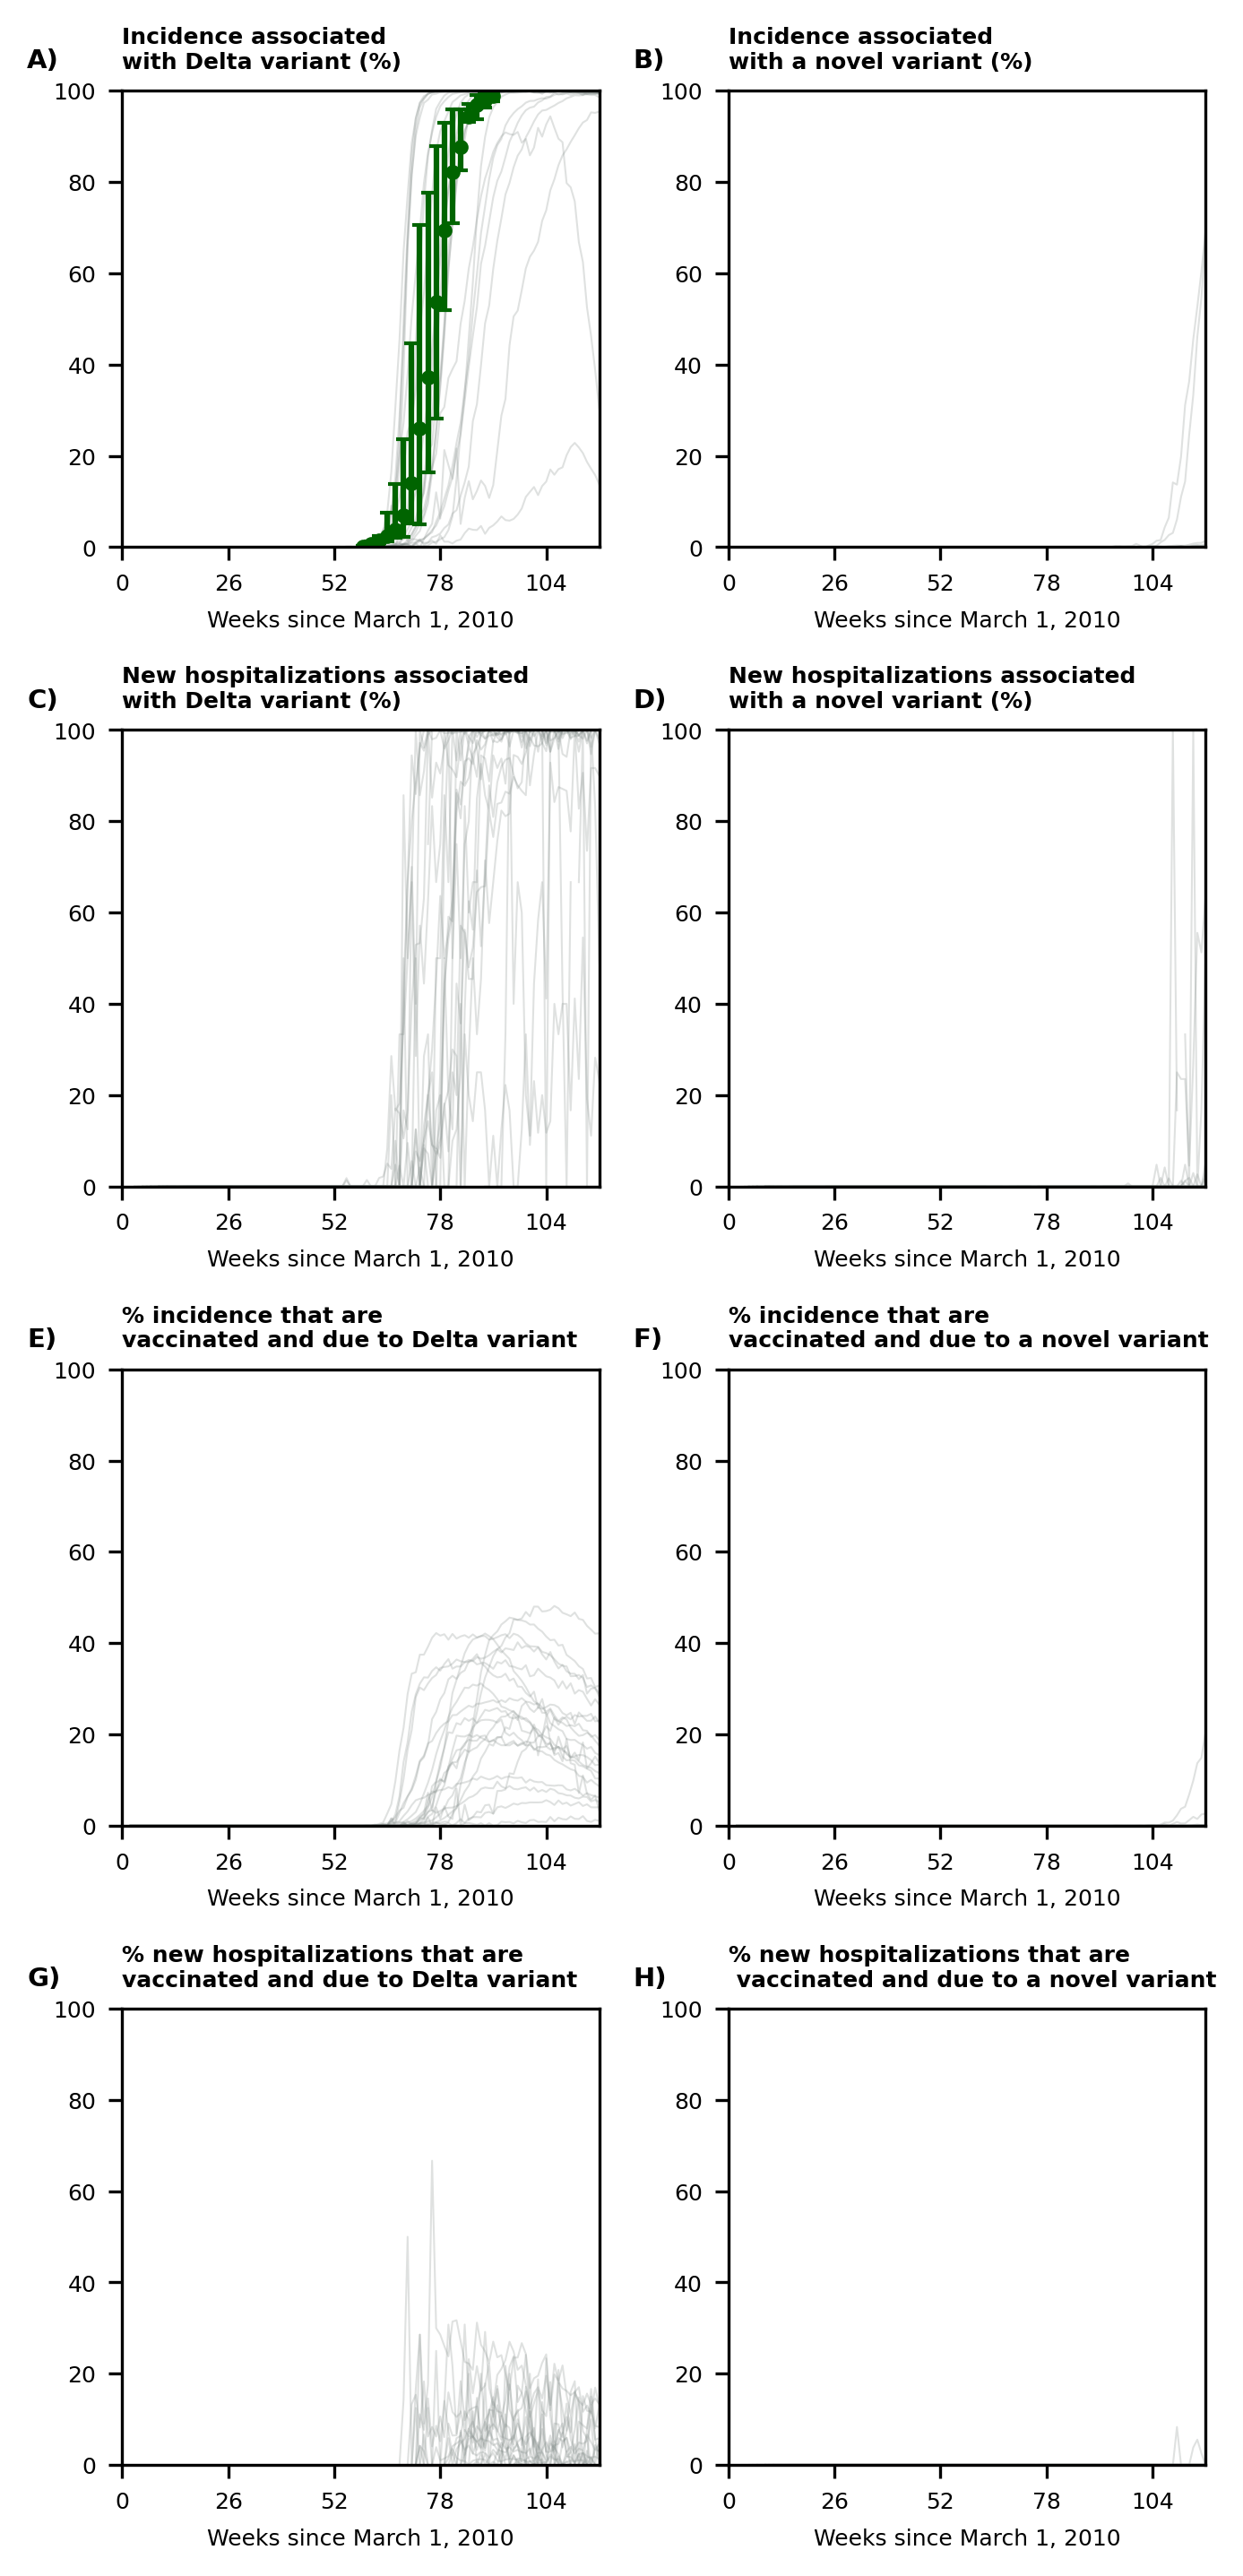 A)
Incidence associated
with Delta variant (%)
100
80
60
40
20
0
0 26 52 78 104
Weeks since March 1, 2010
B)
Incidence associated
with a novel variant (%)
100
80
60
40
20
0
0 26 52 78 104
Weeks since March 1, 2010
C)
New hospitalizations associated
with Delta variant (%)
100
80
60
40
20
0
0 26 52 78 104
Weeks since March 1, 2010
D)
New hospitalizations associated
with a novel variant (%)
100
80
60
40
20
0
0 26 52 78 104
Weeks since March 1, 2010
E)
% incidence that are
vaccinated and due to Delta variant
100
80
60
40
20
0
0 26 52 78 104
Weeks since March 1, 2010
F)
% incidence that are
vaccinated and due to a novel variant
100
80
60
40
20
0
0 26 52 78 104
Weeks since March 1, 2010
G)
% new hospitalizations that are
vaccinated and due to Delta variant
100
80
60
40
20
0
0 26 52 78 104
Weeks since March 1, 2010
H)
% new hospitalizations that are
vaccinated and due to a novel variant
100
80
60
40
20
0
0 26 52 78 104
Weeks since March 1, 2010